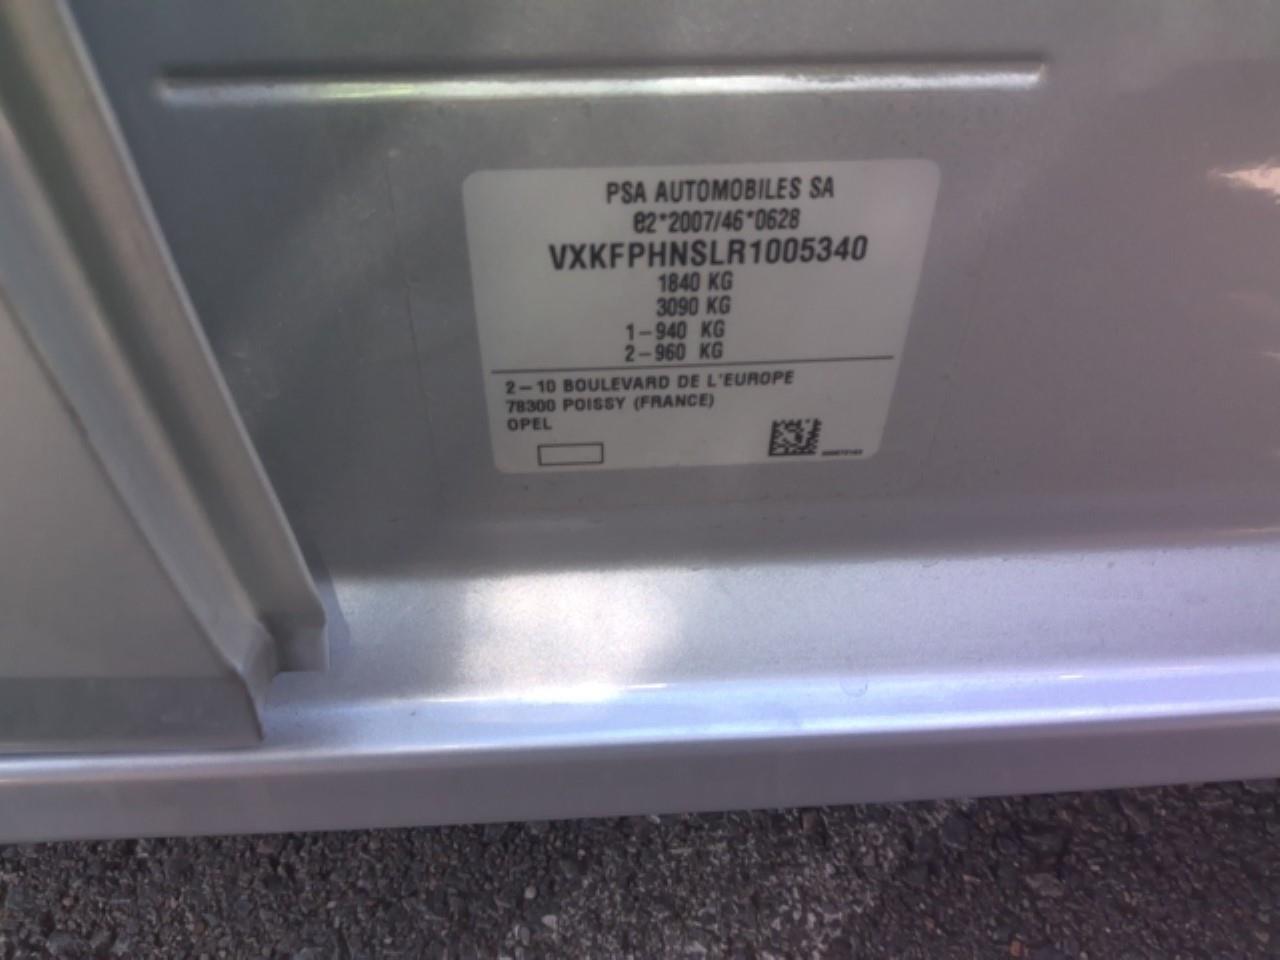 PSA AUTOMOBILES SA
e2*2007/46*0628
VXKFPHNSLR1005340
1840 KG
3090 KG
1-940 KG
2-960 KG
2-10 BOULEVARD DE L'EUROPE
78300 POISSY (FRANCE)
OPEL